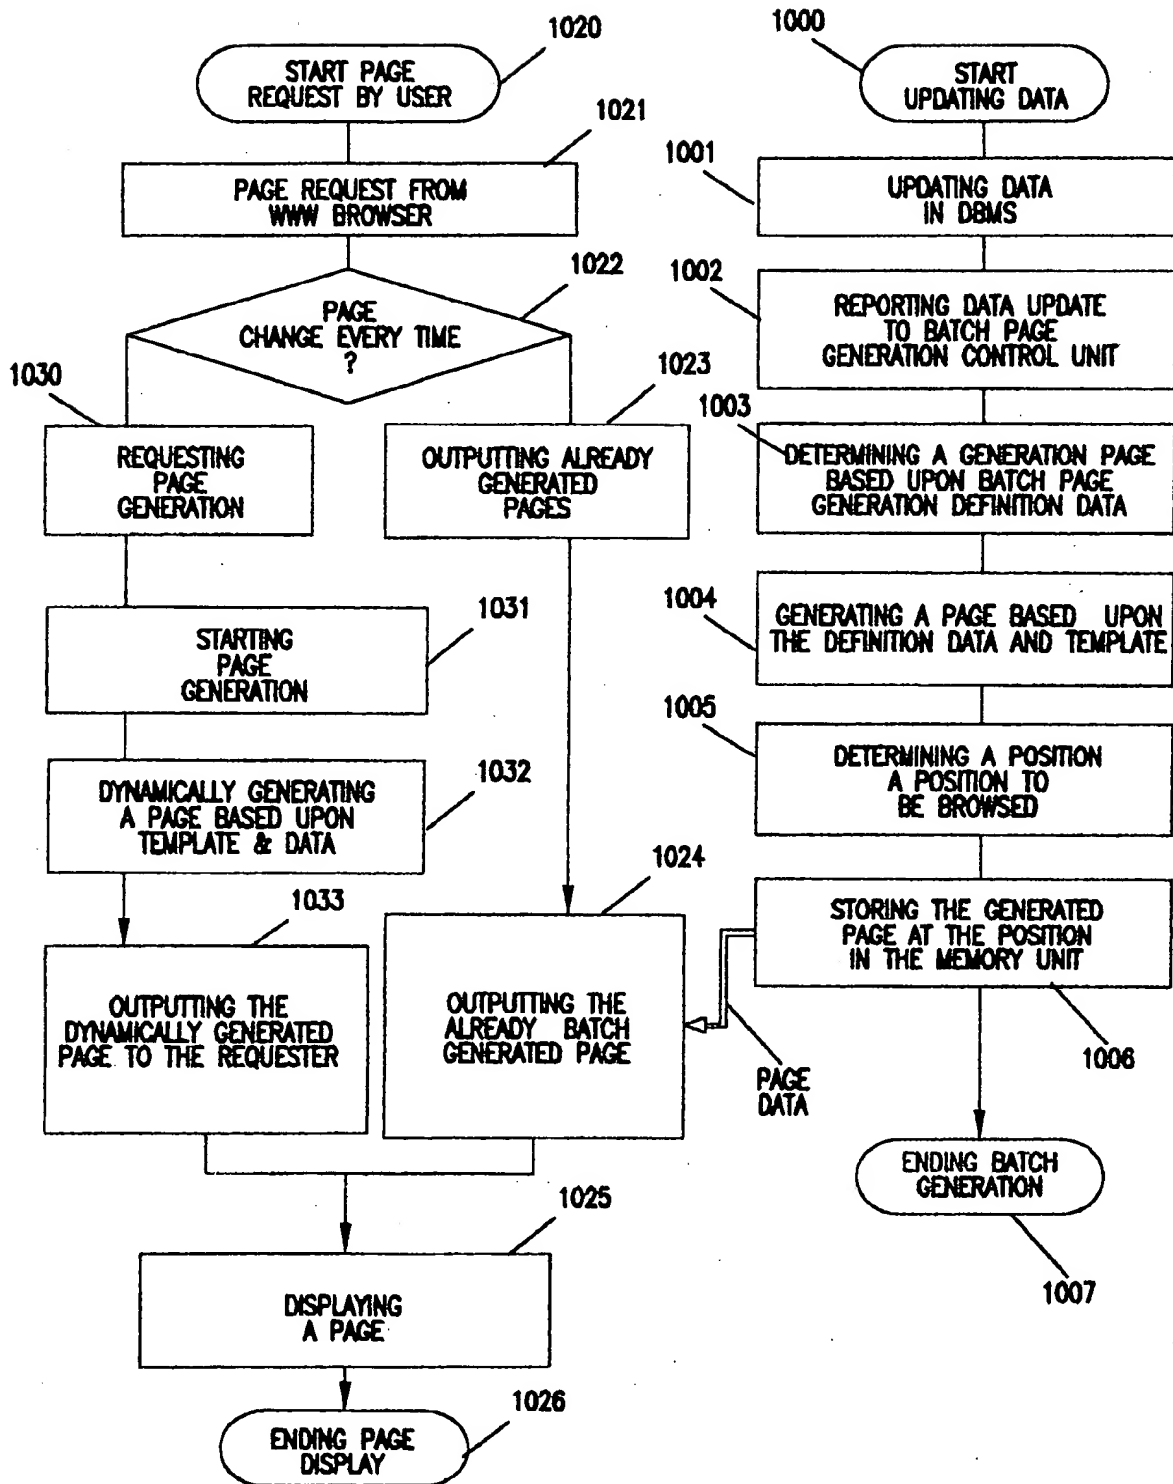 1020
START PAGE
REQUEST BY USER
1021
PAGE REQUEST FROM
WWW BROWSER
1022
PAGE
CHANGE EVERY TIME
?
1030
REQUESTING
PAGE
GENERATION
1023
OUTPUTTING ALREADY
GENERATED
PAGES
1031
STARTING
PAGE
GENERATION
1032
DYNAMICALLY GENERATING
A PAGE BASED UPON
TEMPLATE & DATA
1033
OUTPUTTING THE
DYNAMICALLY GENERATED
PAGE TO THE REQUESTER
1024
OUTPUTTING THE
ALREADY BATCH
GENERATED PAGE
1025
DISPLAYING
A PAGE
1026
ENDING PAGE
DISPLAY
1000
START
UPDATING DATA
1001
UPDATING DATA
IN DBMS
1002
REPORTING DATA UPDATE
TO BATCH PAGE
GENERATION CONTROL UNIT
1003
DETERMINING A GENERATION PAGE
BASED UPON BATCH PAGE
GENERATION DEFINITION DATA
1004
GENERATING A PAGE BASED UPON
THE DEFINITION DATA AND TEMPLATE
1005
DETERMINING A POSITION
A POSITION TO
BE BROWSED
STORING THE GENERATED
PAGE AT THE POSITION
IN THE MEMORY UNIT
1006
PAGE
DATA
ENDING BATCH
GENERATION
1007